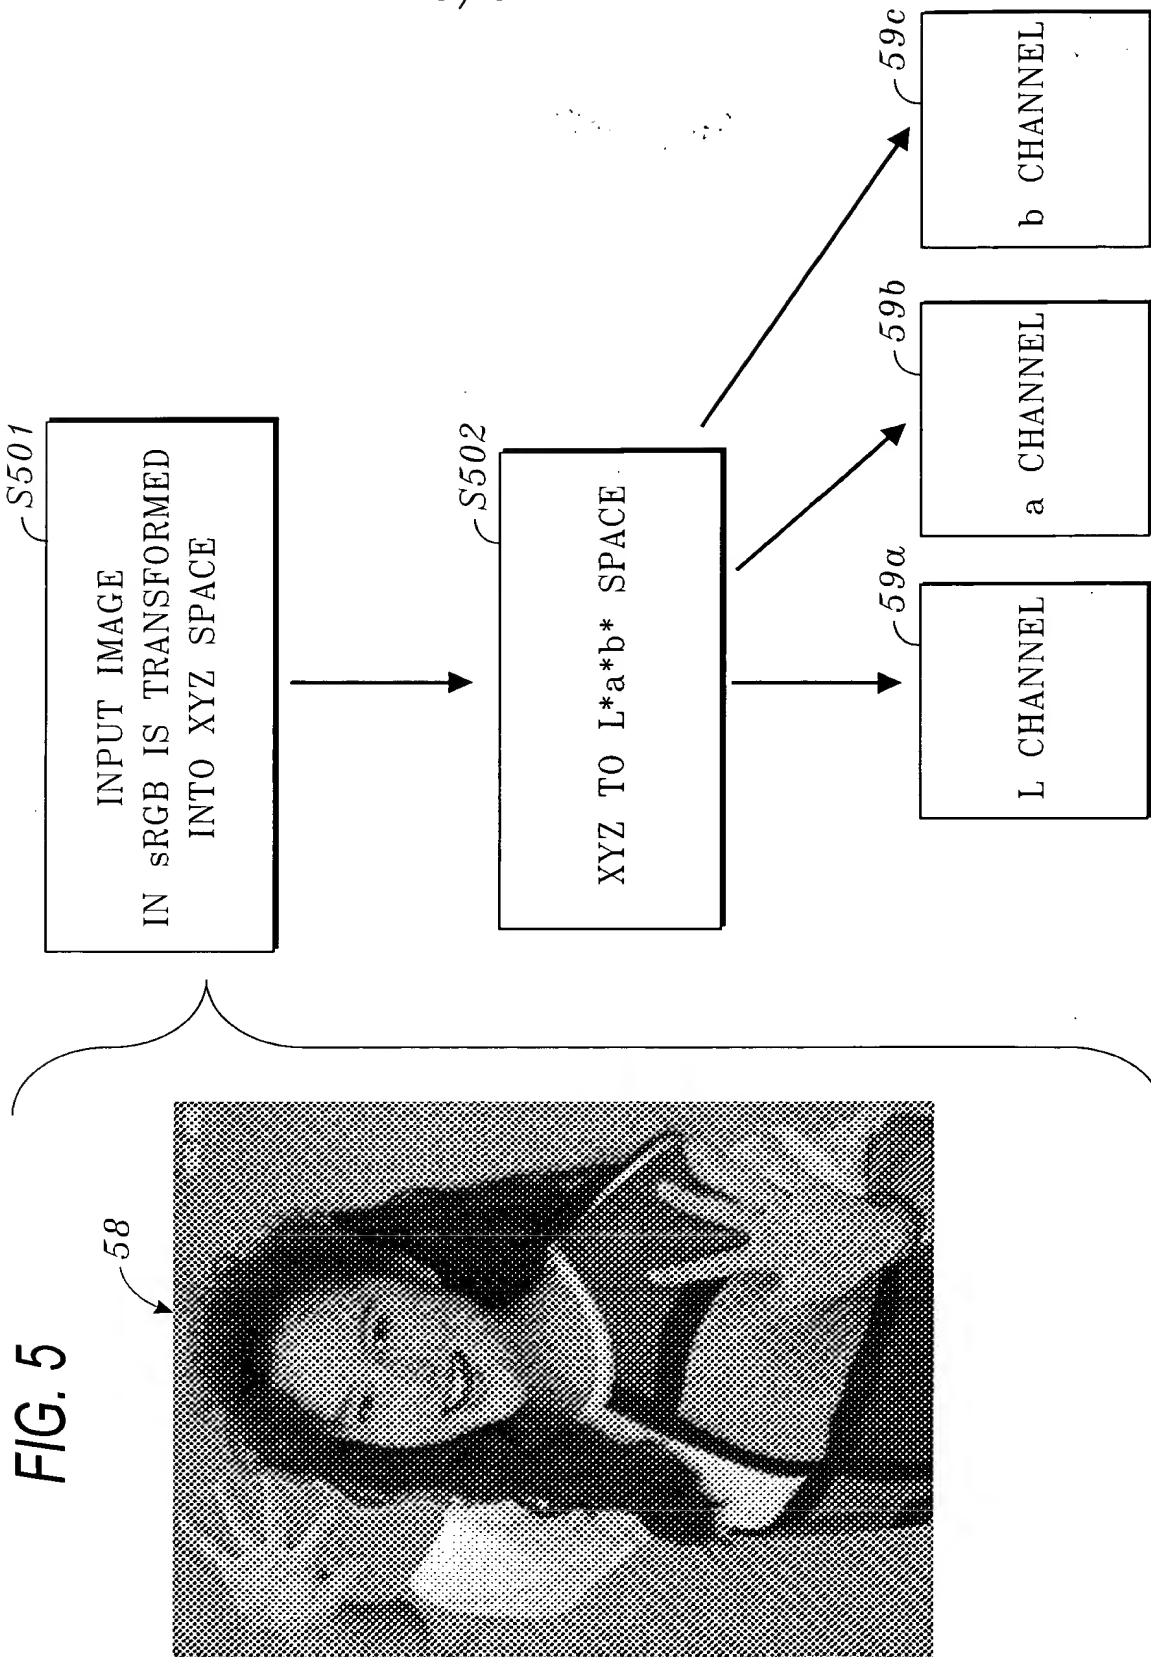 FIG. 5
58
S501
INPUT IMAGE
IN sRGB IS TRANSFORMED
INTO XYZ SPACE
S502
XYZ TO L*a*b* SPACE
59a
L CHANNEL
59b
a CHANNEL
59c
b CHANNEL